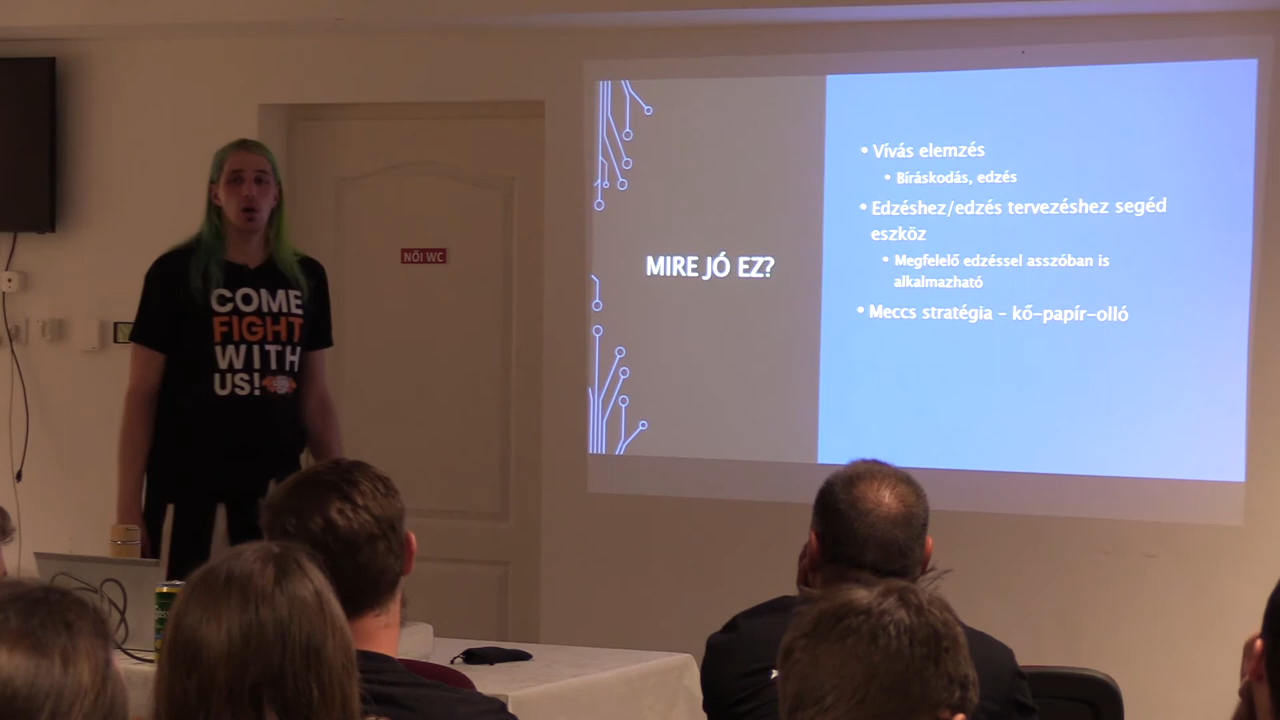 NŐI WC
COME
FIGHT
WITH
US!
MIRE JÓ EZ?
• Vívás elemzés
• Bíráskodás, edzés
• Edzéshez/edzés tervezéshez segéd
eszköz
• Megfelelő edzéssel asszóban is
alkalmazható
• Meccs stratégia – kő-papír-olló